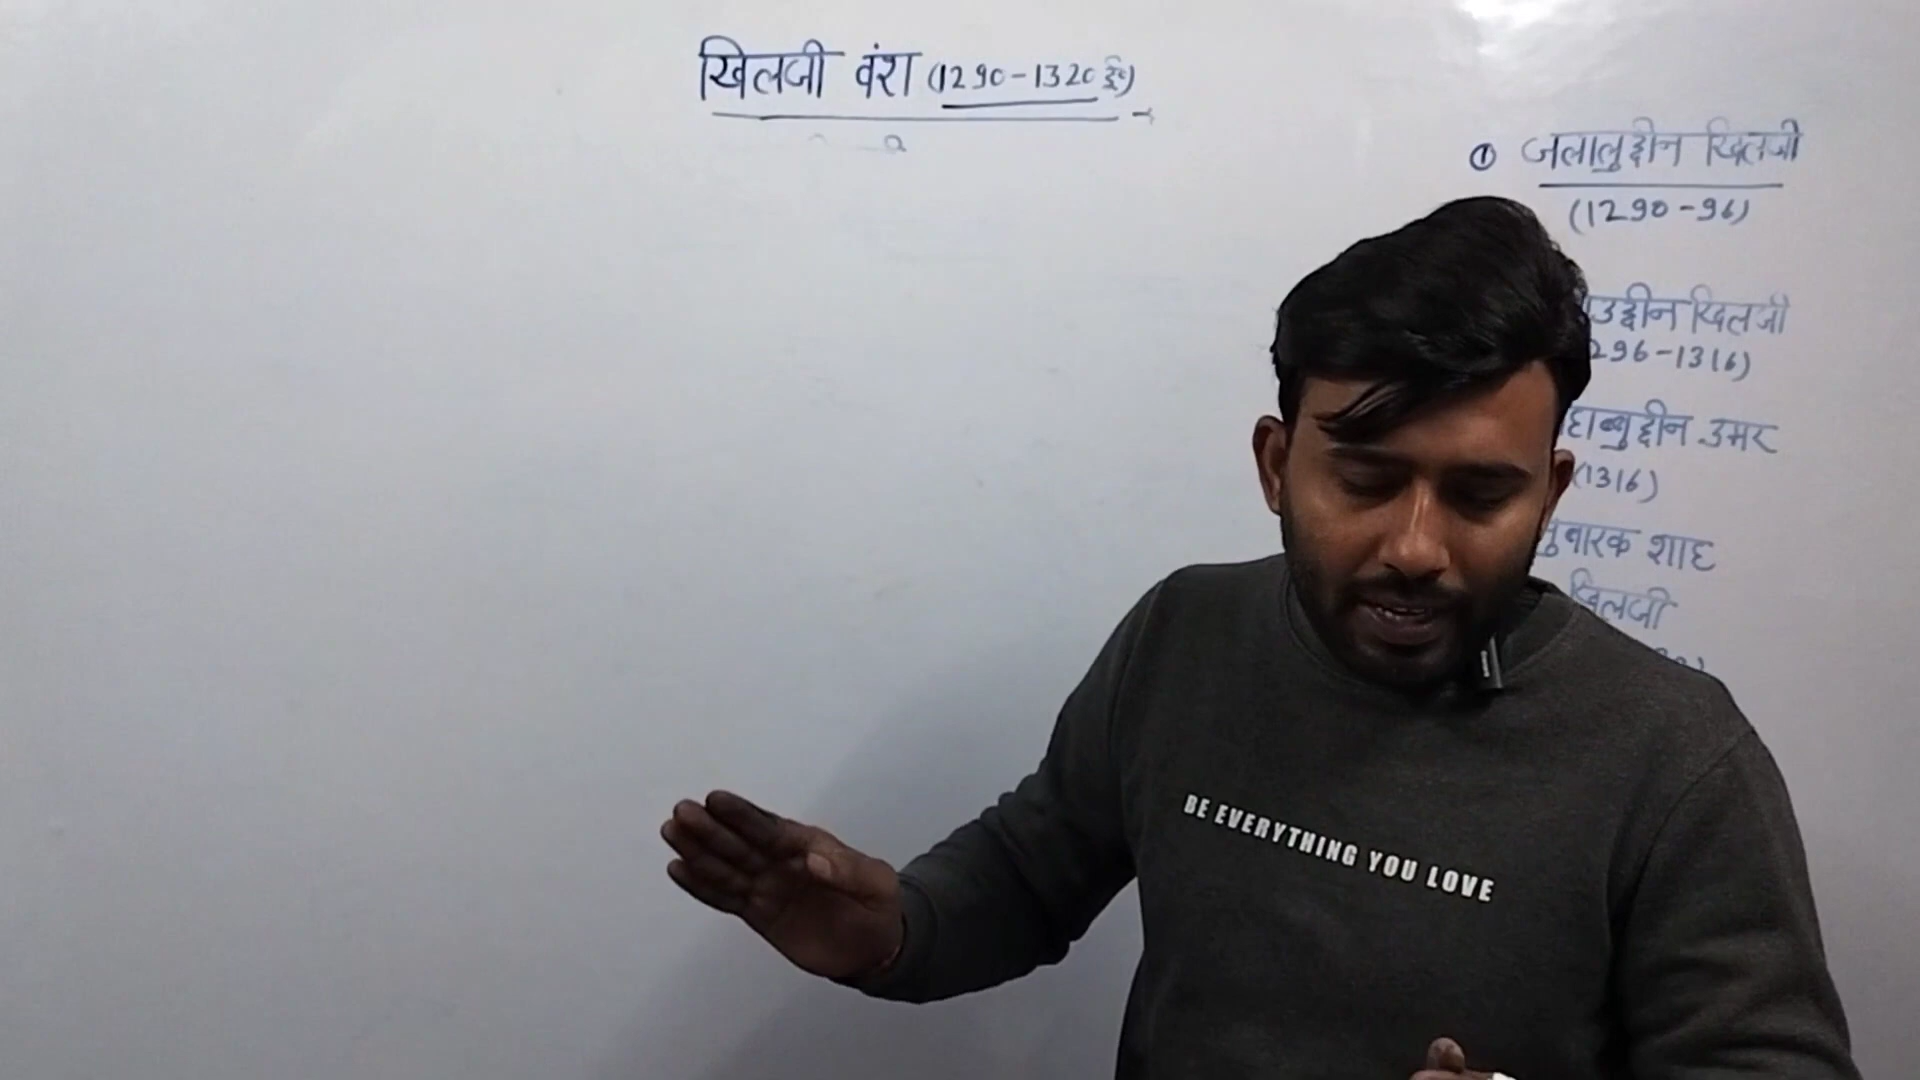 खिलजी वंश (1290-1320 ई०)
① जलालुद्दीन खिलजी
(1290-96)
उद्दीन खिलजी
296-1316)
हाबुद्दीन उमर
(1316)
मुबारक शाह
खिलजी
BE EVERYTHING YOU LOVE